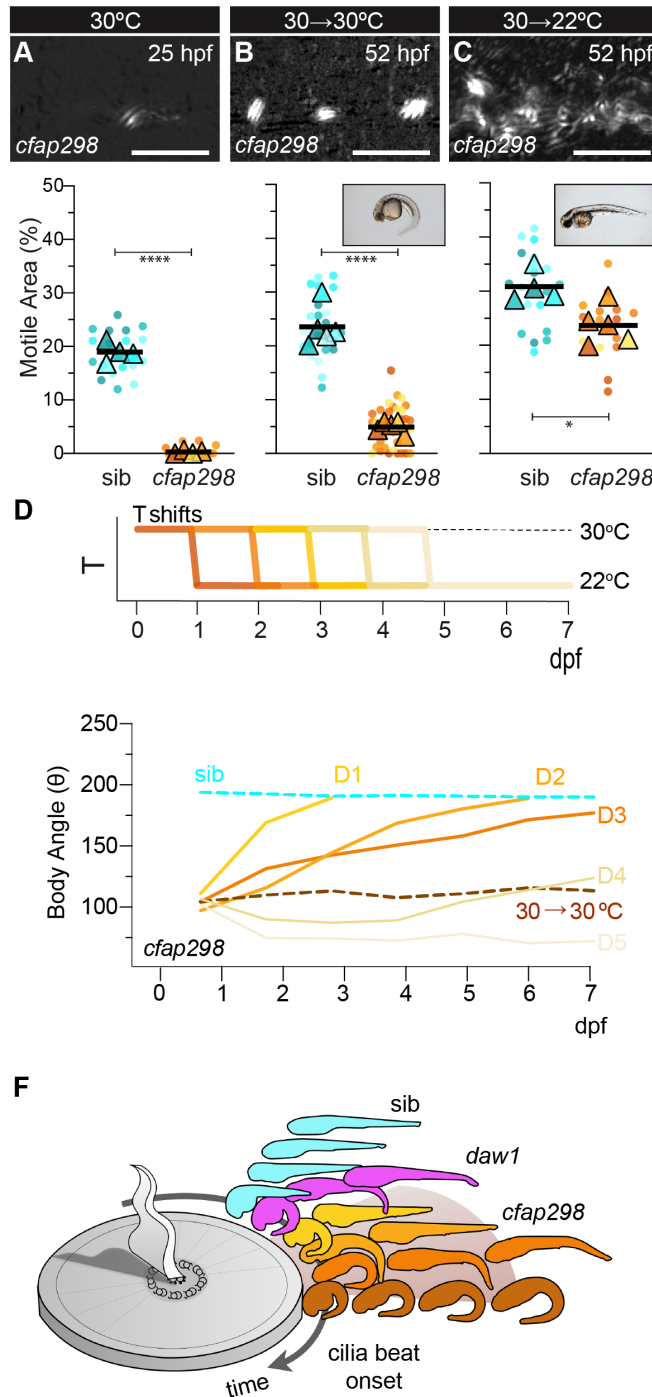 30ºC
30→30ºC
30→22ºC
A
25 hpf
cfap298
B
52 hpf
cfap298
C
52 hpf
cfap298
Motile Area (%)
50
40
30
20
10
0
****
****
*
sib
cfap298
sib
cfap298
sib
cfap298
D
T shifts
T
30ºC
22ºC
0 1 2 3 4 5 6 7
dpf
Body Angle (θ)
250
200
150
100
sib
D1
D2
D3
D4
30→30ºC
D5
cfap298
0 1 2 3 4 5 6 7
dpf
F
sib
daw1
cfap298
time
cilia beat
onset